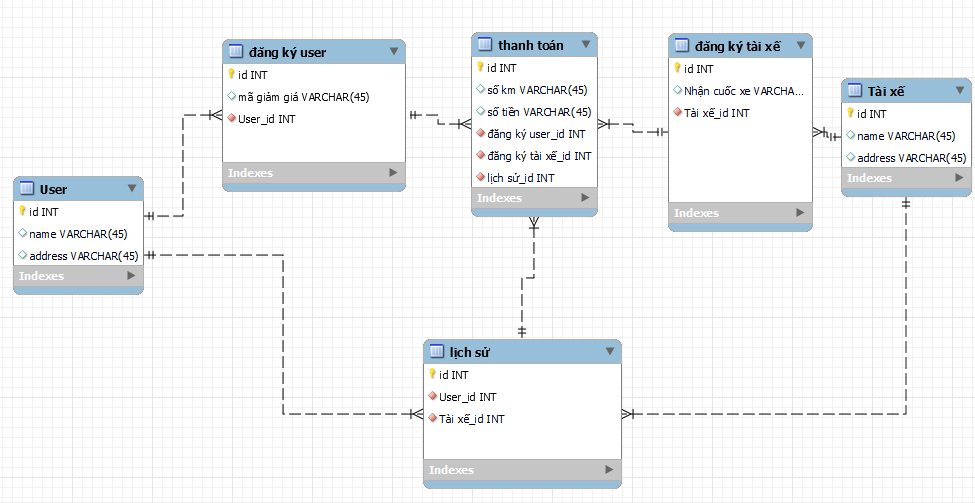 đăng ký user
id INT
mã giảm giá VARCHAR(45)
User_id INT
Indexes
thanh toán
id INT
số km VARCHAR(45)
số tiền VARCHAR(45)
đăng ký user_id INT
đăng ký tài xế_id INT
lịch sử_id INT
Indexes
đăng ký tài xế
id INT
Nhận cuốc xe VARCHA...
Tài xế_id INT
Indexes
Tài xế
id INT
name VARCHAR(45)
address VARCHAR(45)
Indexes
User
id INT
name VARCHAR(45)
address VARCHAR(45)
Indexes
lịch sử
id INT
User_id INT
Tài xế_id INT
Indexes